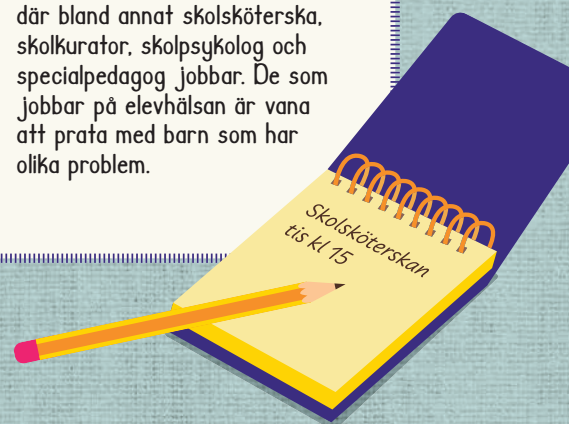 där bland annat skolsköterska,
skolkurator, skolpsykolog och
specialpedagog jobbar. De som
jobbar på elevhälsan är vana
att prata med barn som har
olika problem.
Skolsköterskan
tis kl 15